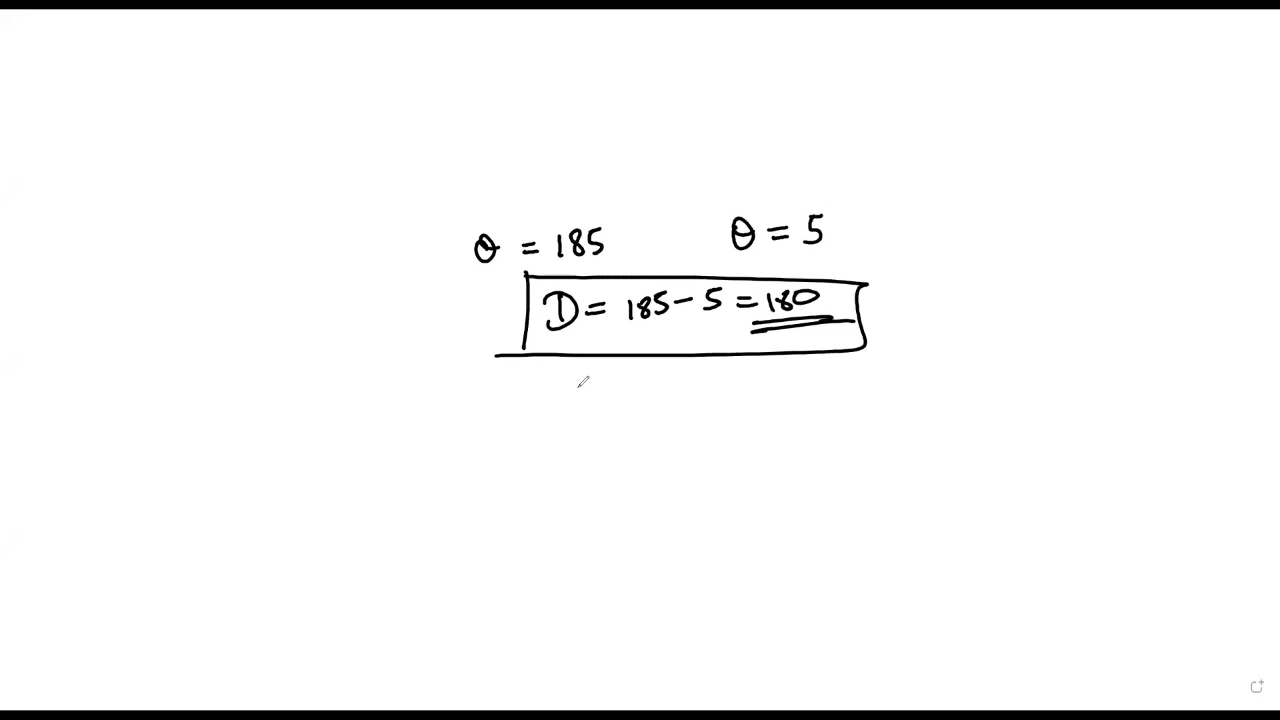 θ = 185 θ = 5
D = 185 - 5 = 180